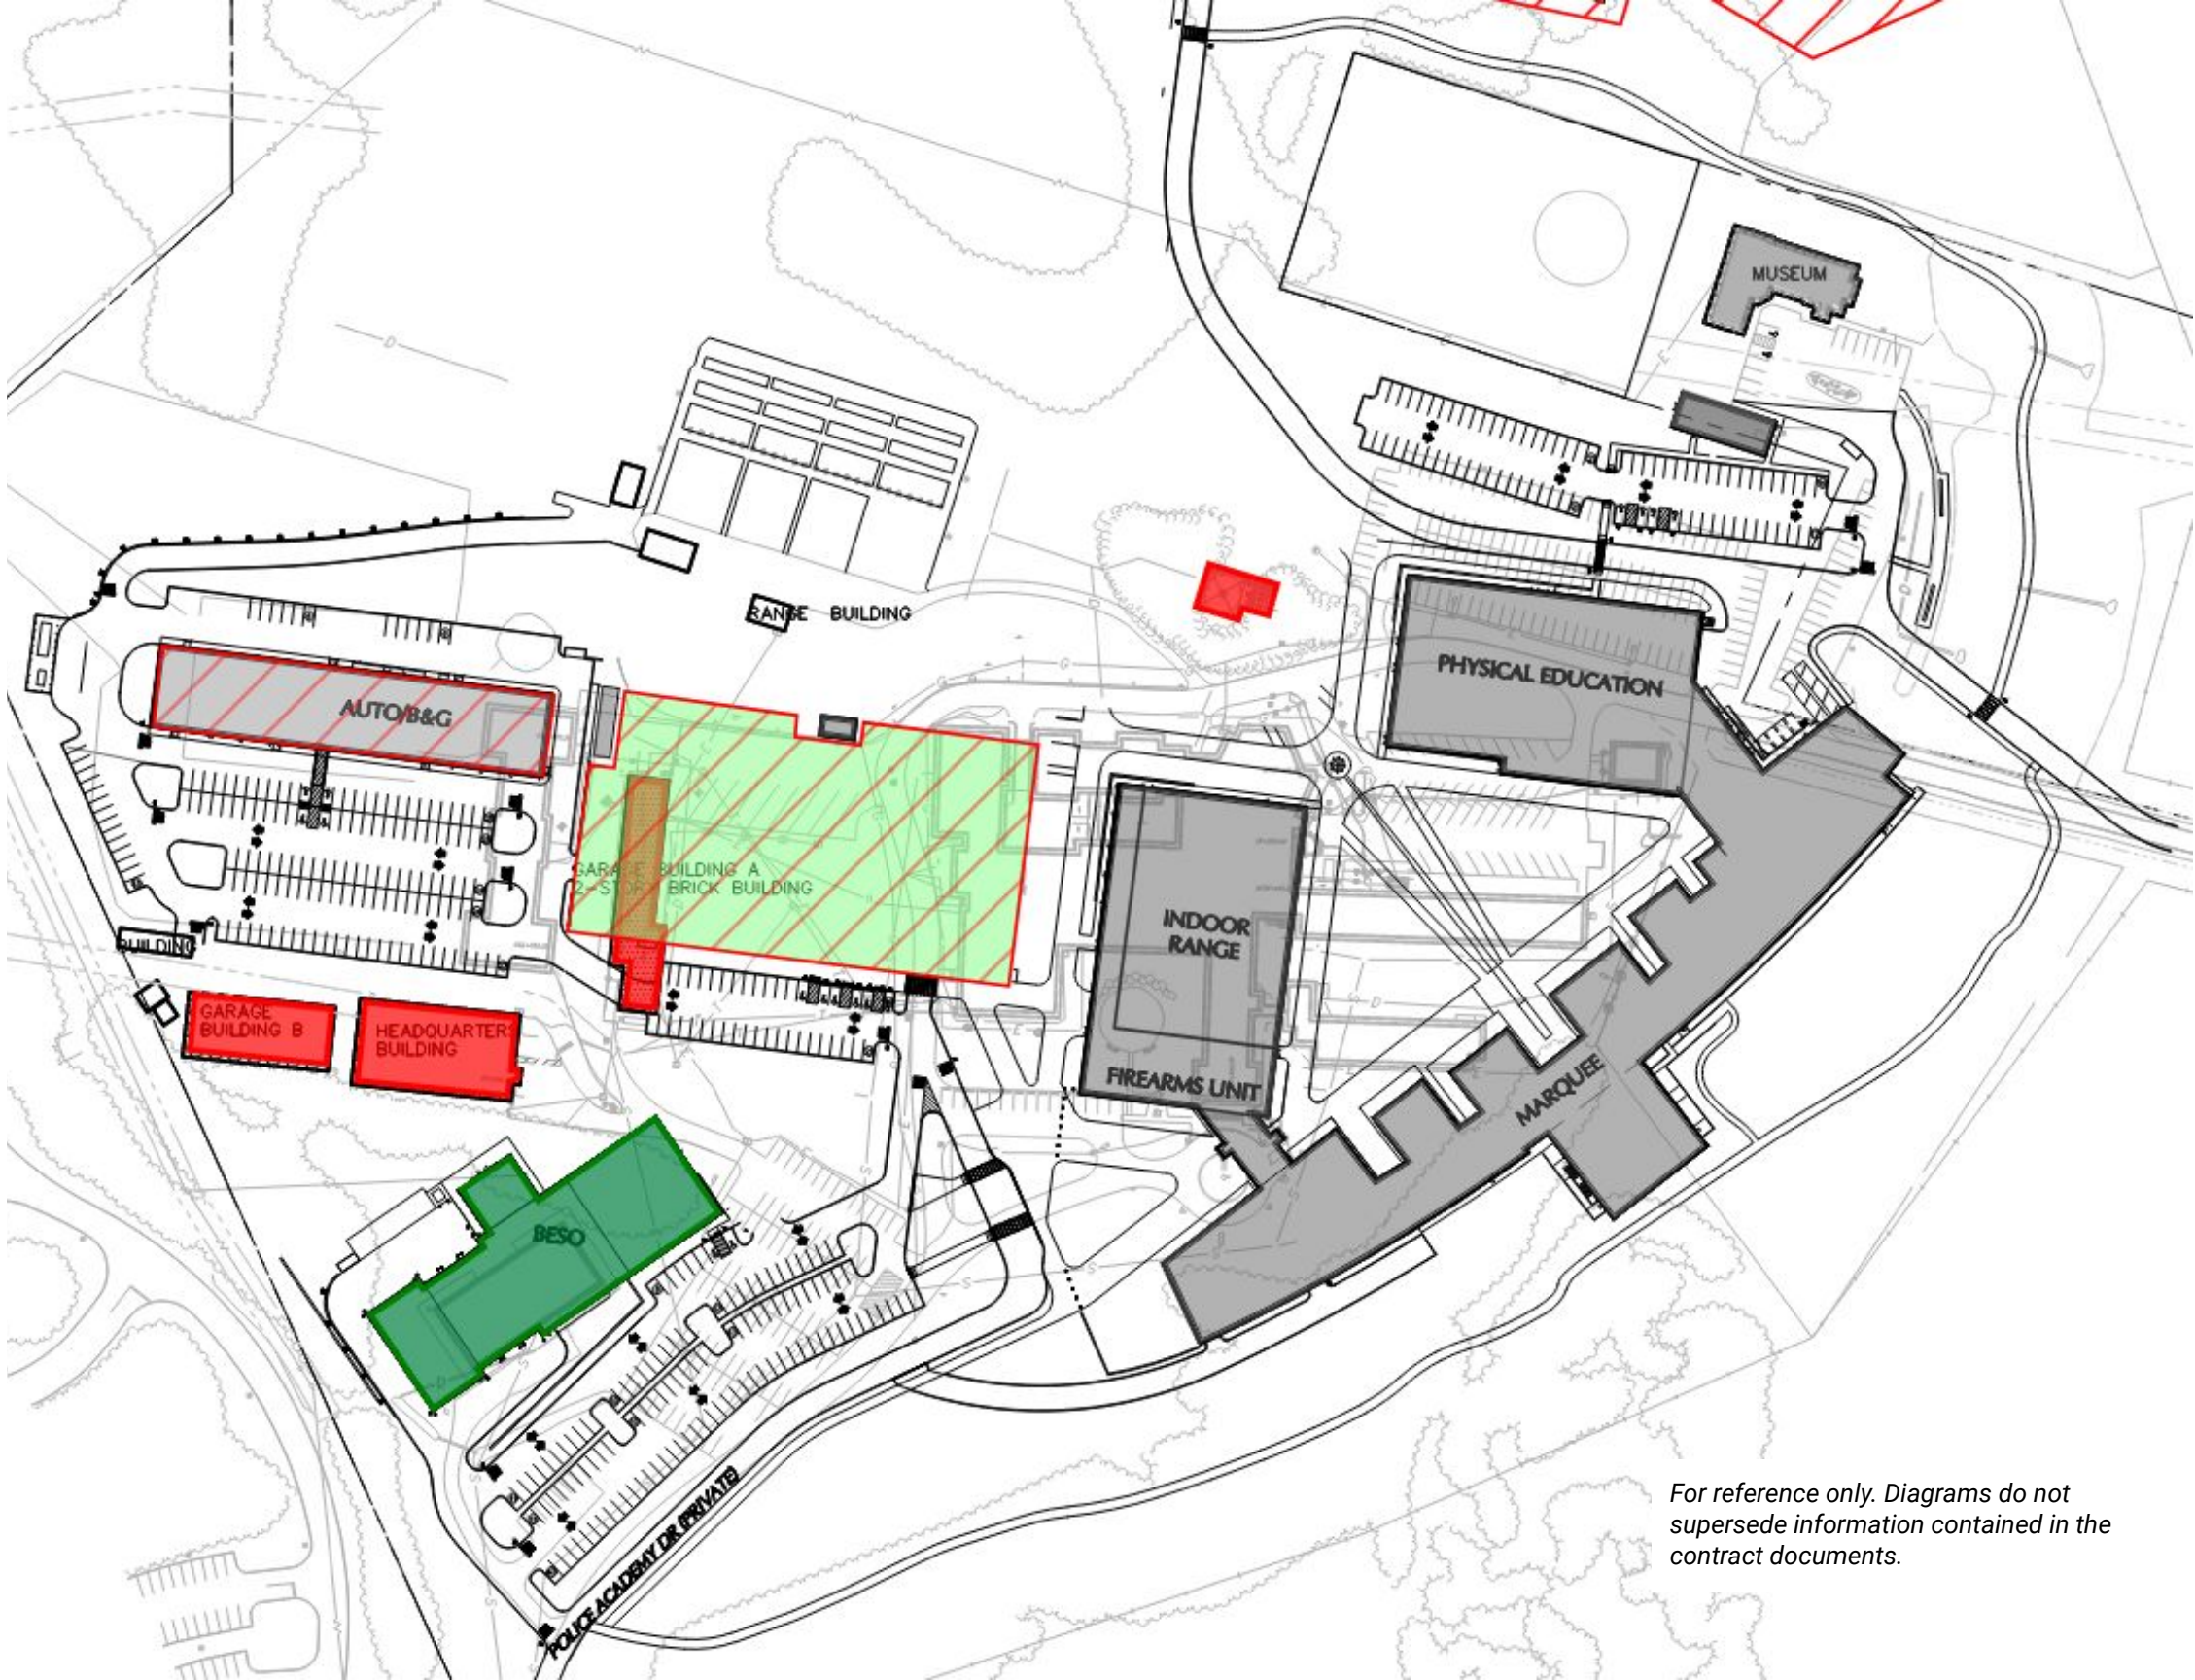 MUSEUM
RANGE BUILDING
PHYSICAL EDUCATION
AUTO/B&G
GARAGE BUILDING A
2-STORY BRICK BUILDING
INDOOR
RANGE
BUILDING
GARAGE
BUILDING B
HEADQUARTERS
BUILDING
FIREARMS UNIT
MARQUEE
BESO
POLICE ACADEMY DR (PRIVATE)
For reference only. Diagrams do not
supersede information contained in the
contract documents.